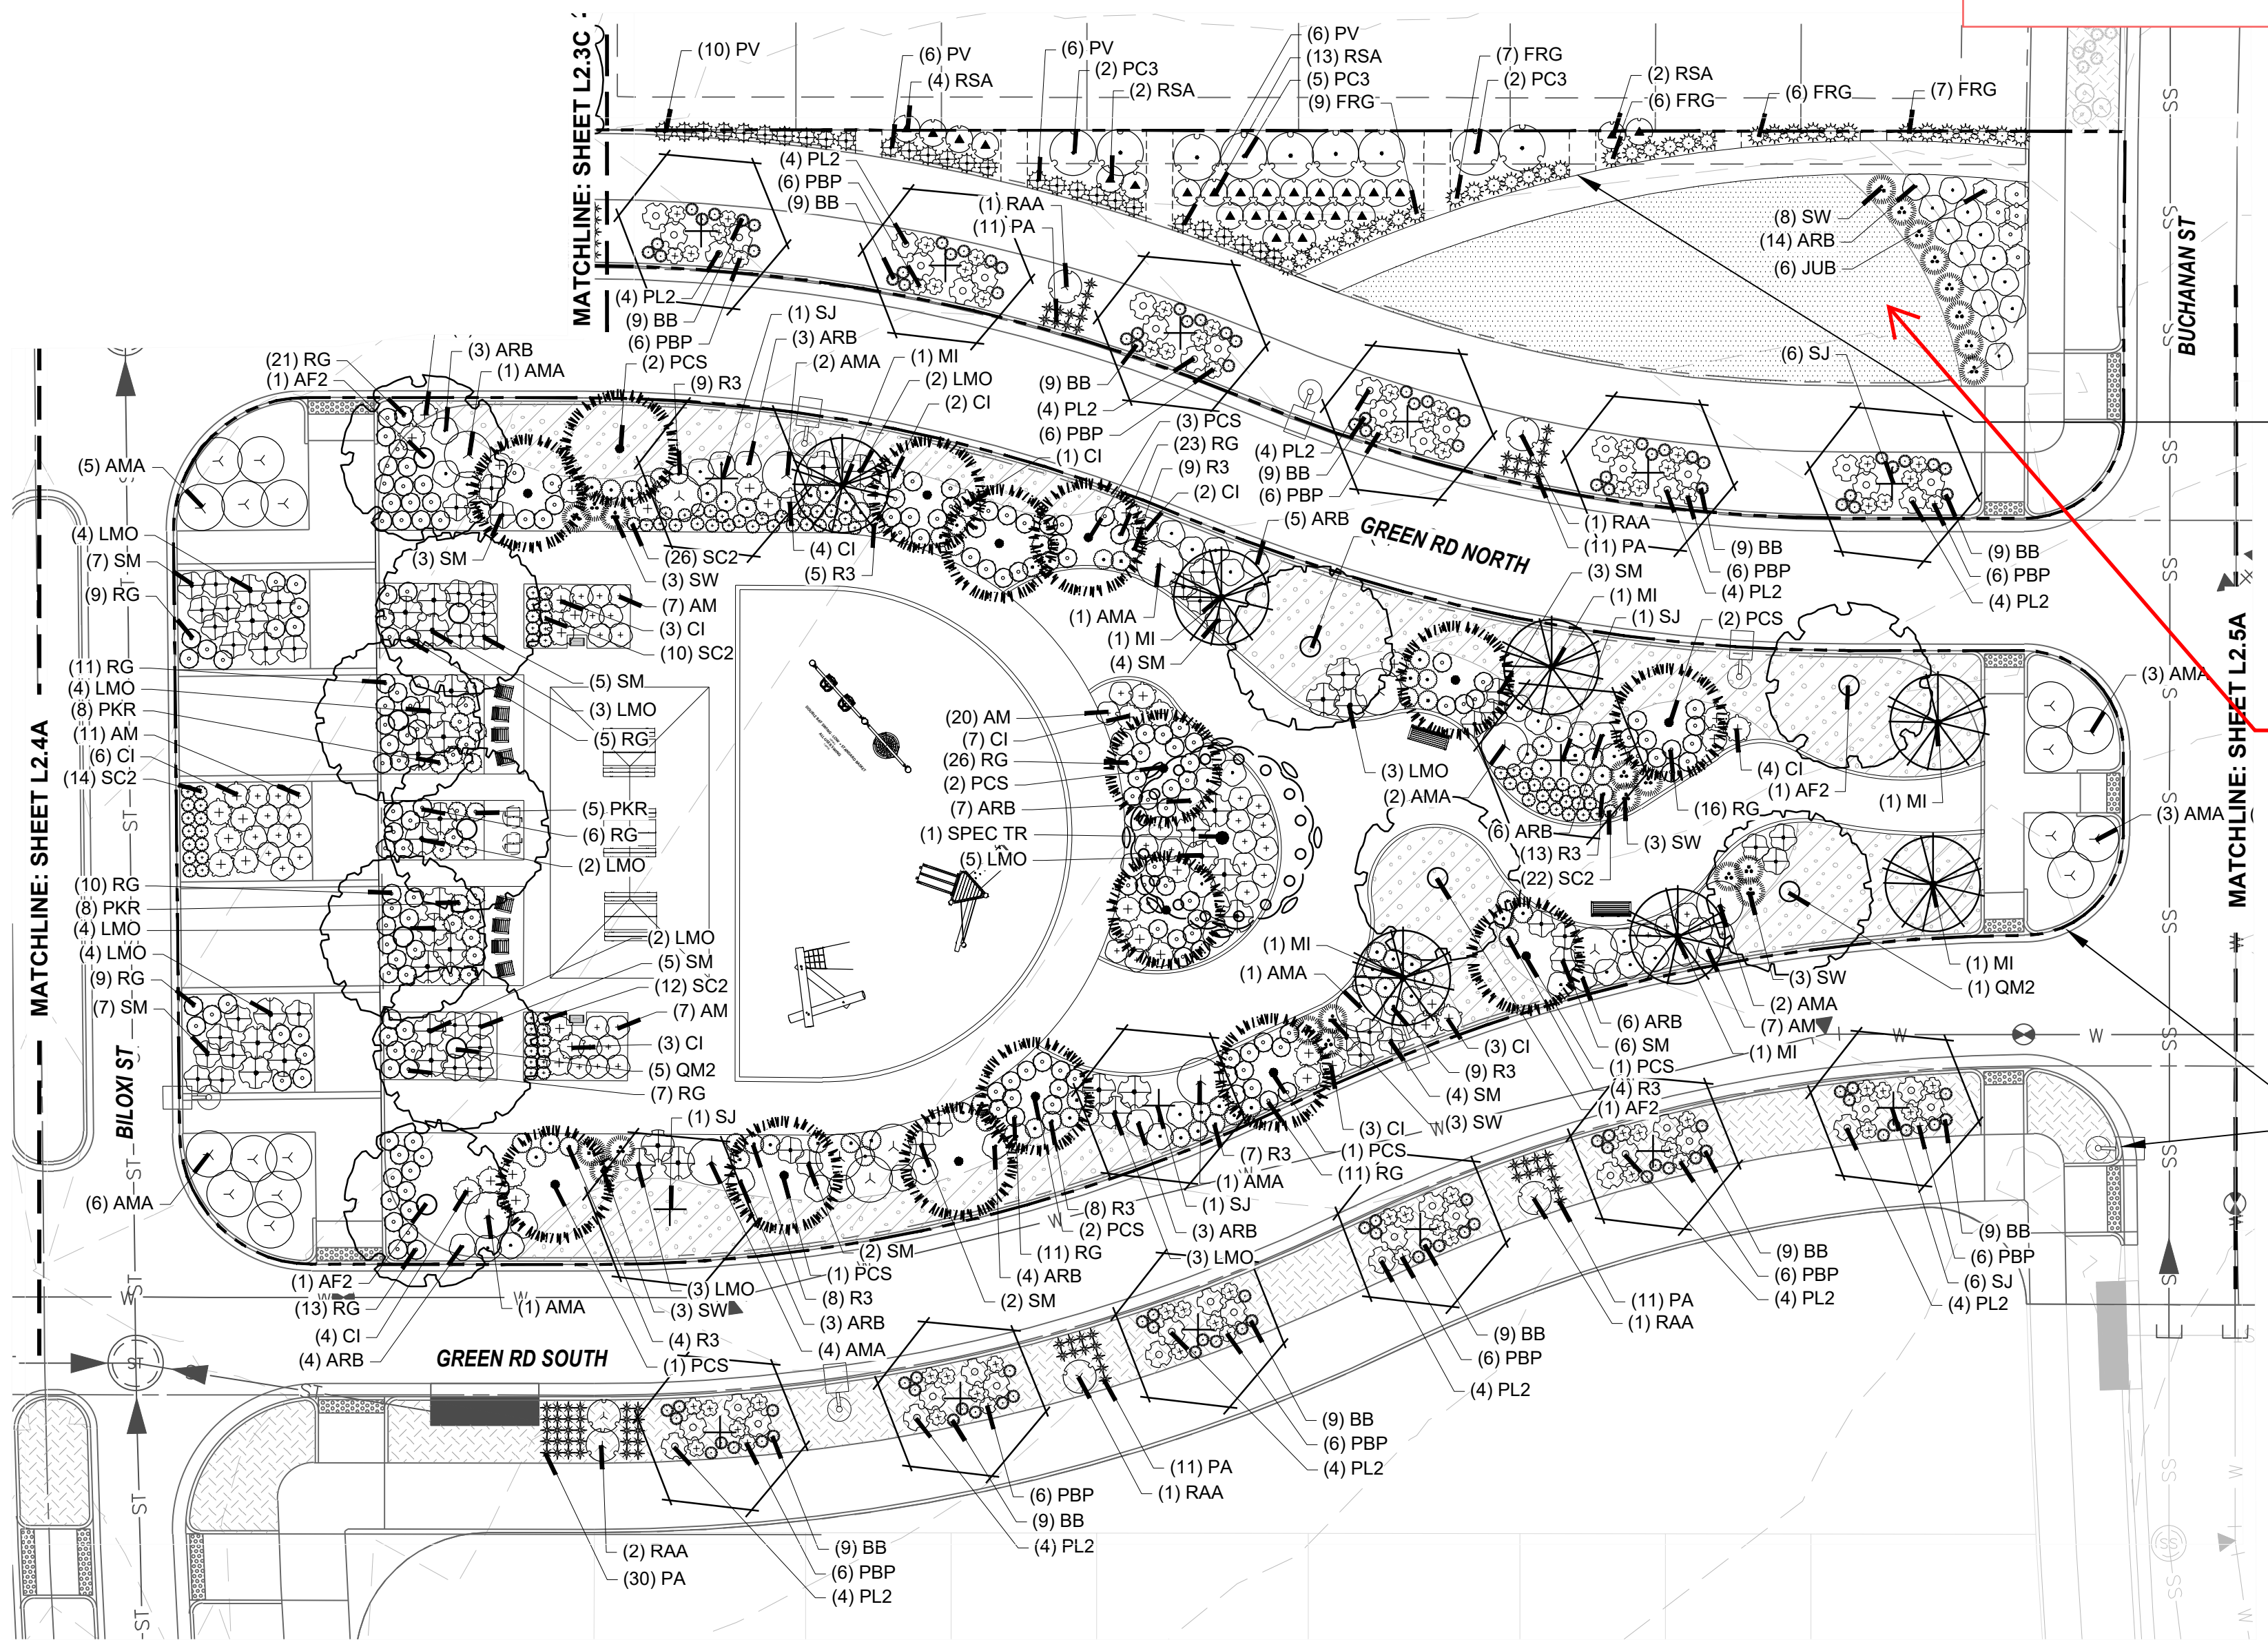 MATCHLINE: SHEET L2.3C
(10) PV
(6) PV
(4) RSA
(6) PV
(2) PC3
(2) RSA
(6) PV
(13) RSA
(5) PC3
(9) FRG
(7) FRG
(2) PC3
(2) RSA
(6) FRG
(6) FRG
(7) FRG
(4) PL2
(6) PBP
(9) BB
(1) RAA
(11) PA
(8) SW
(14) ARB
(6) JUB
BUCHANAN ST
(4) PL2
(9) BB
(6) PBP
(2) PCS
(9) R3
(1) SJ
(3) ARB
(2) AMA
(1) MI
(2) LMO
(2) CI
(9) BB
(4) PL2
(6) PBP
(3) PCS
(23) RG
(1) CI
(9) R3
(2) CI
(6) SJ
(21) RG
(1) AF2
(3) ARB
(1) AMA
(4) PL2
(9) BB
(6) PBP
(5) ARB
GREEN RD NORTH
(1) RAA
(11) PA
(9) BB
(6) PBP
(4) PL2
(9) BB
(6) PBP
(4) PL2
(5) AMA
(4) LMO
(7) SM
(9) RG
(3) SM
(26) SC2
(3) SW
(4) CI
(5) R3
(7) AM
(3) CI
(10) SC2
(1) AMA
(1) MI
(4) SM
(3) SM
(1) MI
(1) SJ
(2) PCS
(11) RG
(4) LMO
(8) PKR
(11) AM
(6) CI
(14) SC2
(5) SM
(3) LMO
(5) RG
(20) AM
(7) CI
(26) RG
(2) PCS
(7) ARB
(1) SPEC TR
(5) LMO
(3) LMO
(2) AMA
(4) CI
(1) AF2
(16) RG
(1) MI
(3) AMA
(3) AMA
MATCHLINE: SHEET L2.4A
MATCHLINE: SHEET L2.5A
(5) PKR
(6) RG
(2) LMO
(6) ARB
(13) R3
(22) SC2
(3) SW
(10) RG
(8) PKR
(4) LMO
(4) LMO
(9) RG
(7) SM
(2) LMO
(5) SM
(12) SC2
(7) AM
(3) CI
(5) QM2
(7) RG
(1) MI
(1) AMA
(3) SW
(1) MI
(1) QM2
(2) AMA
(7) AM
(1) MI
(3) CI
(9) R3
(4) SM
(3) SW
(6) ARB
(6) SM
(1) PCS
(4) R3
(1) AF2
BILOXI ST
(1) SJ
(3) CI
(1) PCS
(11) RG
(7) R3
(1) AMA
(1) SJ
(3) ARB
(3) LMO
(8) R3
(2) PCS
(11) RG
(4) ARB
(2) SM
(6) AMA
(1) AF2
(13) RG
(4) CI
(4) ARB
(1) AMA
(3) LMO
(3) SW
(4) R3
(1) PCS
(2) SM
(1) PCS
(8) R3
(3) ARB
(4) AMA
GREEN RD SOUTH
(9) BB
(6) PBP
(6) SJ
(4) PL2
(9) BB
(6) PBP
(4) PL2
(11) PA
(1) RAA
(9) BB
(6) PBP
(4) PL2
(9) BB
(6) PBP
(4) PL2
(11) PA
(1) RAA
(6) PBP
(9) BB
(4) PL2
(9) BB
(6) PBP
(4) PL2
(2) RAA
(30) PA
ST
ST
ST
ST
ST
SS
SS
SS
SS
W
W
W
W